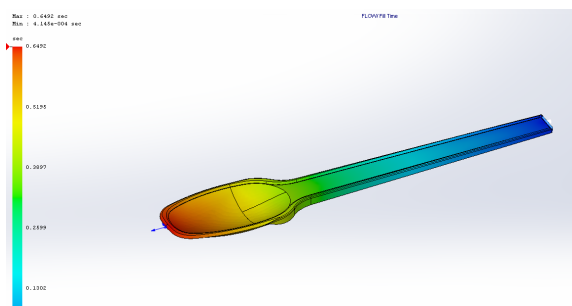 Max : 0.6492 sec
Min : 4.145e-004 sec
FLOW/Fill Time
sec
0.6492
0.5195
0.3897
0.2599
0.1302